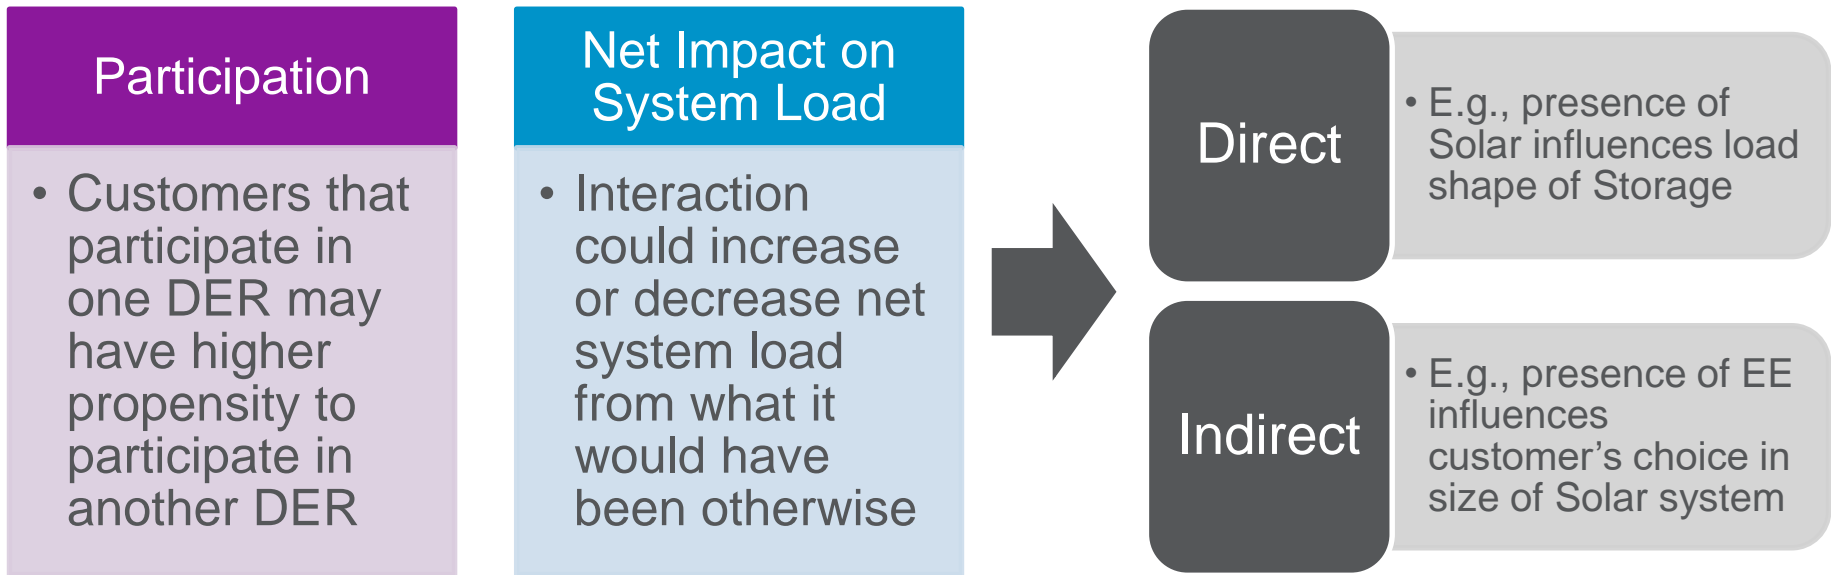 Participation
• Customers that
participate in
one DER may
have higher
propensity to
participate in
another DER
Net Impact on
System Load
• Interaction
could increase
or decrease net
system load
from what it
would have
been otherwise
Direct
• E.g., presence of
Solar influences load
shape of Storage
Indirect
• E.g., presence of EE
influences
customer’s choice in
size of Solar system